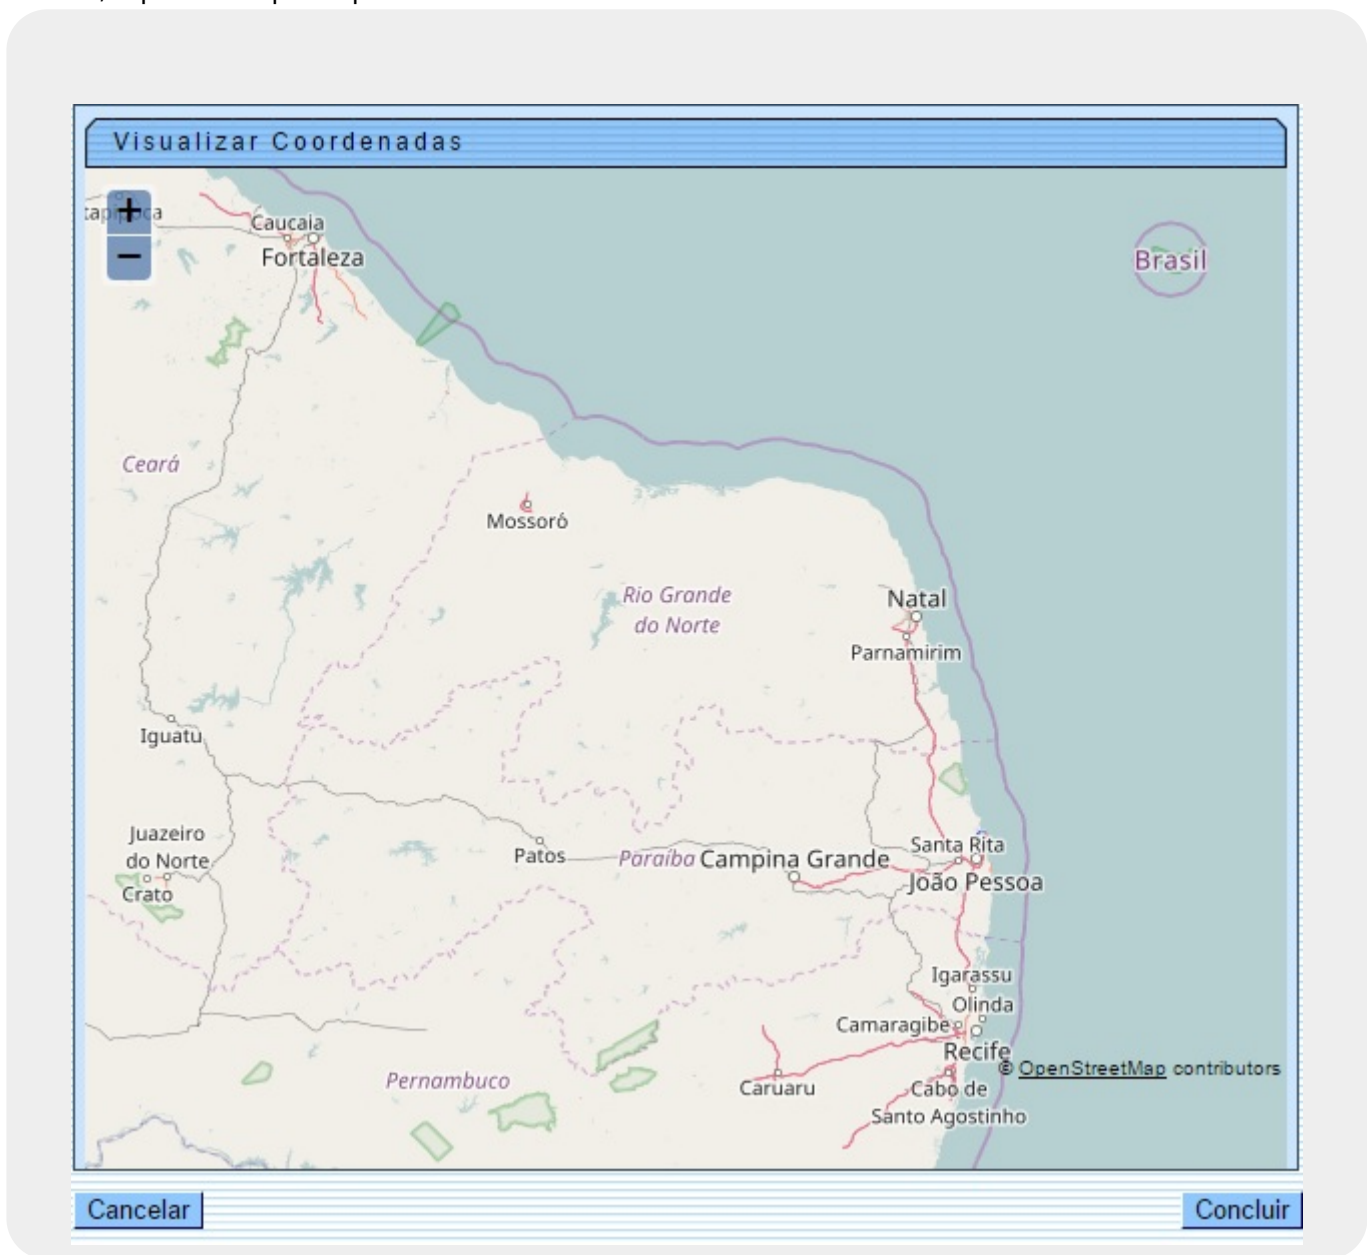 Visualizar Coordenadas
+
−
Caucaia
Fortaleza
Brasil
Ceará
Mossoró
Rio Grande
do Norte
Natal
Parnamirim
Iguatu
Juazeiro
do Norte
Crato
Patos
Paraíba
Campina Grande
Santa Rita
João Pessoa
Igarassu
Olinda
Camaragibe
Recife
© OpenStreetMap contributors
Pernambuco
Caruaru
Cabo de
Santo Agostinho
Cancelar
Concluir